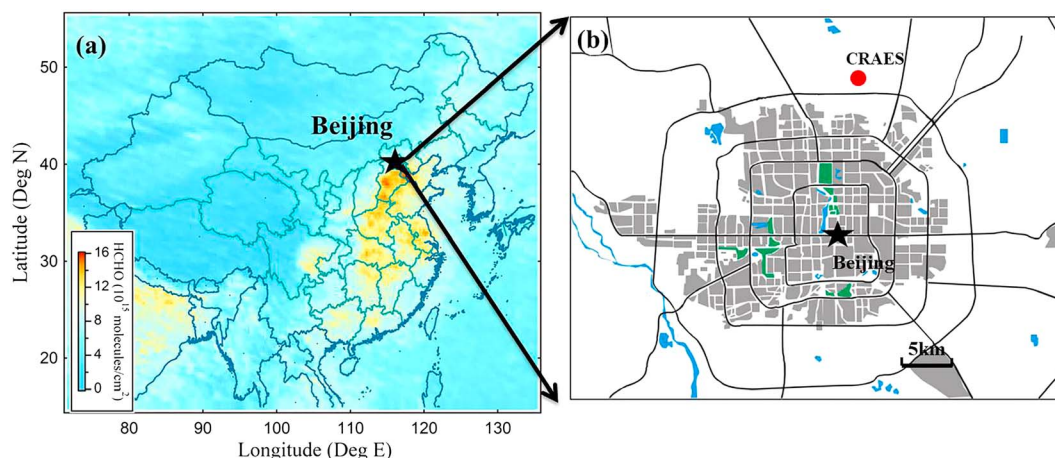 (a)
50
40
30
20
Latitude (Deg N)
Beijing
HCHO (10^15 molecules/cm^2)
16
12
8
4
0
80 90 100 110 120 130
Longitude (Deg E)
(b)
CRAES
Beijing
5km